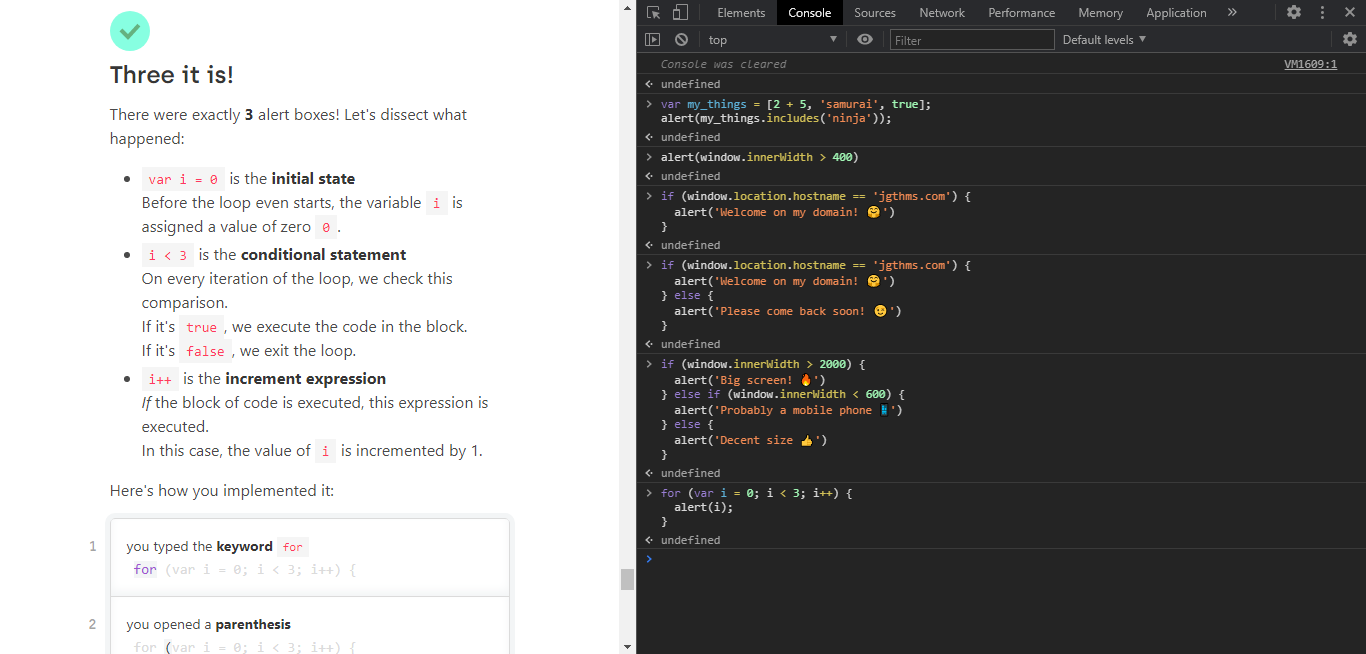 Three it is!
There were exactly 3 alert boxes! Let's dissect what
happened:
var i = 0 is the initial state
Before the loop even starts, the variable i is
assigned a value of zero 0 .
i < 3 is the conditional statement
On every iteration of the loop, we check this
comparison.
If it's true , we execute the code in the block.
If it's false , we exit the loop.
i++ is the increment expression
If the block of code is executed, this expression is
executed.
In this case, the value of i is incremented by 1.
Here's how you implemented it:
1 you typed the keyword for
for (var i = 0; i < 3; i++) {
2 you opened a parenthesis
for (var i = 0; i < 3; i++) {
Elements Console Sources Network Performance Memory Application »
top Filter Default levels
Console was cleared VM1609:1
undefined
var my_things = [2 + 5, 'samurai', true];
alert(my_things.includes('ninja'));
undefined
alert(window.innerWidth > 400)
undefined
if (window.location.hostname == 'jgthms.com') {
alert('Welcome on my domain! 🤗')
}
undefined
if (window.location.hostname == 'jgthms.com') {
alert('Welcome on my domain! 🤗')
} else {
alert('Please come back soon! 😉')
}
undefined
if (window.innerWidth > 2000) {
alert('Big screen! 🔥')
} else if (window.innerWidth < 600) {
alert('Probably a mobile phone 📱')
} else {
alert('Decent size 👍')
}
undefined
for (var i = 0; i < 3; i++) {
alert(i);
}
undefined